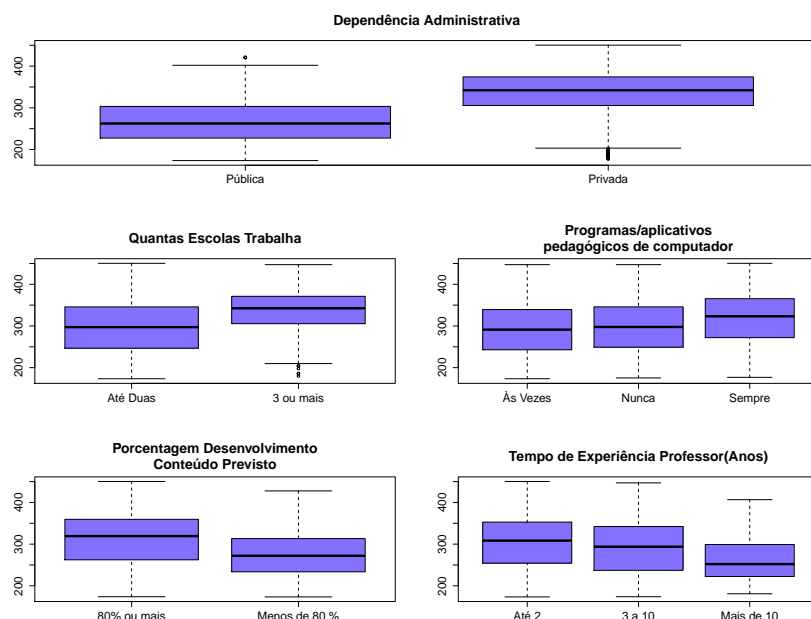 Dependência Administrativa
400
300
200
Pública
Privada
Quantas Escolas Trabalha
400
300
200
Até Duas
3 ou mais
Programas/aplicativos
pedagógicos de computador
400
300
200
Às Vezes
Nunca
Sempre
Porcentagem Desenvolvimento
Conteúdo Previsto
400
300
200
80% ou mais
Menos de 80 %
Tempo de Experiência Professor(Anos)
400
300
200
Até 2
3 a 10
Mais de 10